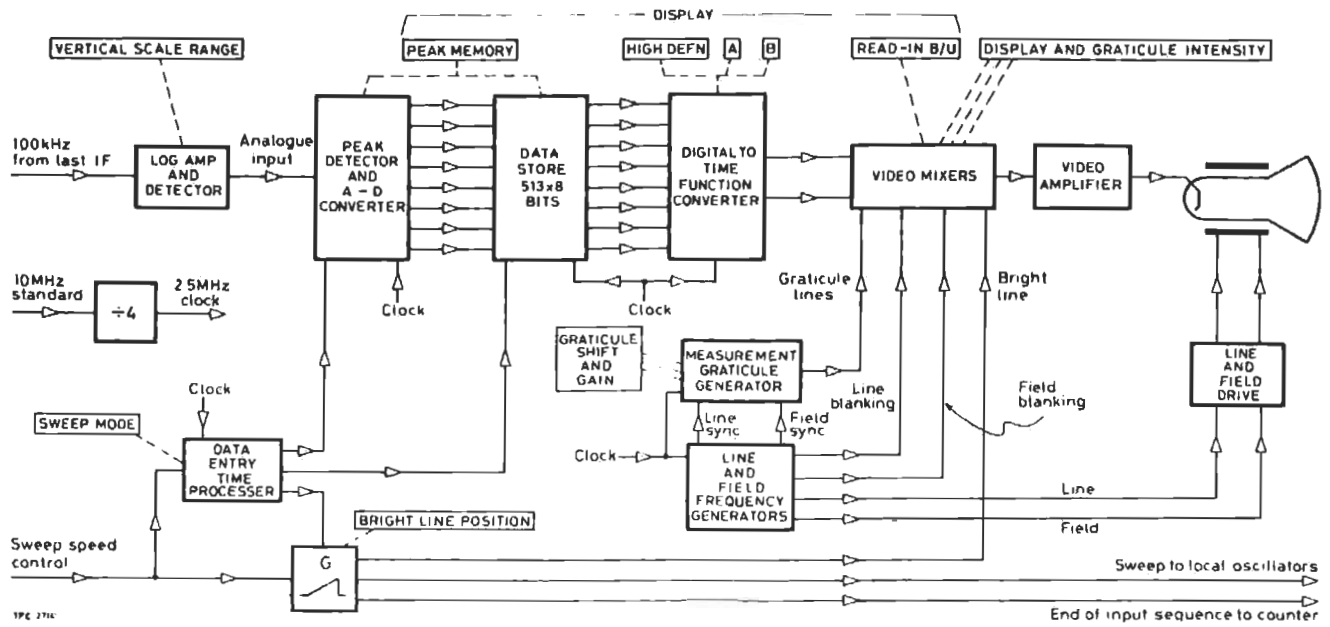 DISPLAY
VERTICAL SCALE RANGE
PEAK MEMORY
HIGH DEFN
A
B
READ-IN B/U
DISPLAY AND GRATICULE INTENSITY
100kHz
from last IF
LOG AMP
AND
DETECTOR
Analogue
input
PEAK
DETECTOR
AND
A-D
CONVERTER
DATA
STORE
513x8
BITS
DIGITAL TO
TIME
FUNCTION
CONVERTER
VIDEO MIXERS
VIDEO
AMPLIFIER
10MHz
standard
÷4
2 5MHz
clock
Clock
Clock
Graticule
lines
Bright
line
GRATICULE
SHIFT
AND
GAIN
MEASUREMENT
GRATICULE
GENERATOR
Line
blanking
Field
blanking
LINE
AND
FIELD
DRIVE
Clock
SWEEP MODE
DATA
ENTRY
TIME
PROCESSER
Line
sync
Field
sync
Clock
LINE
AND
FIELD
FREQUENCY
GENERATORS
Line
Field
BRIGHT LINE POSITION
Sweep speed
control
G
Sweep to local oscillators
End of input sequence to counter